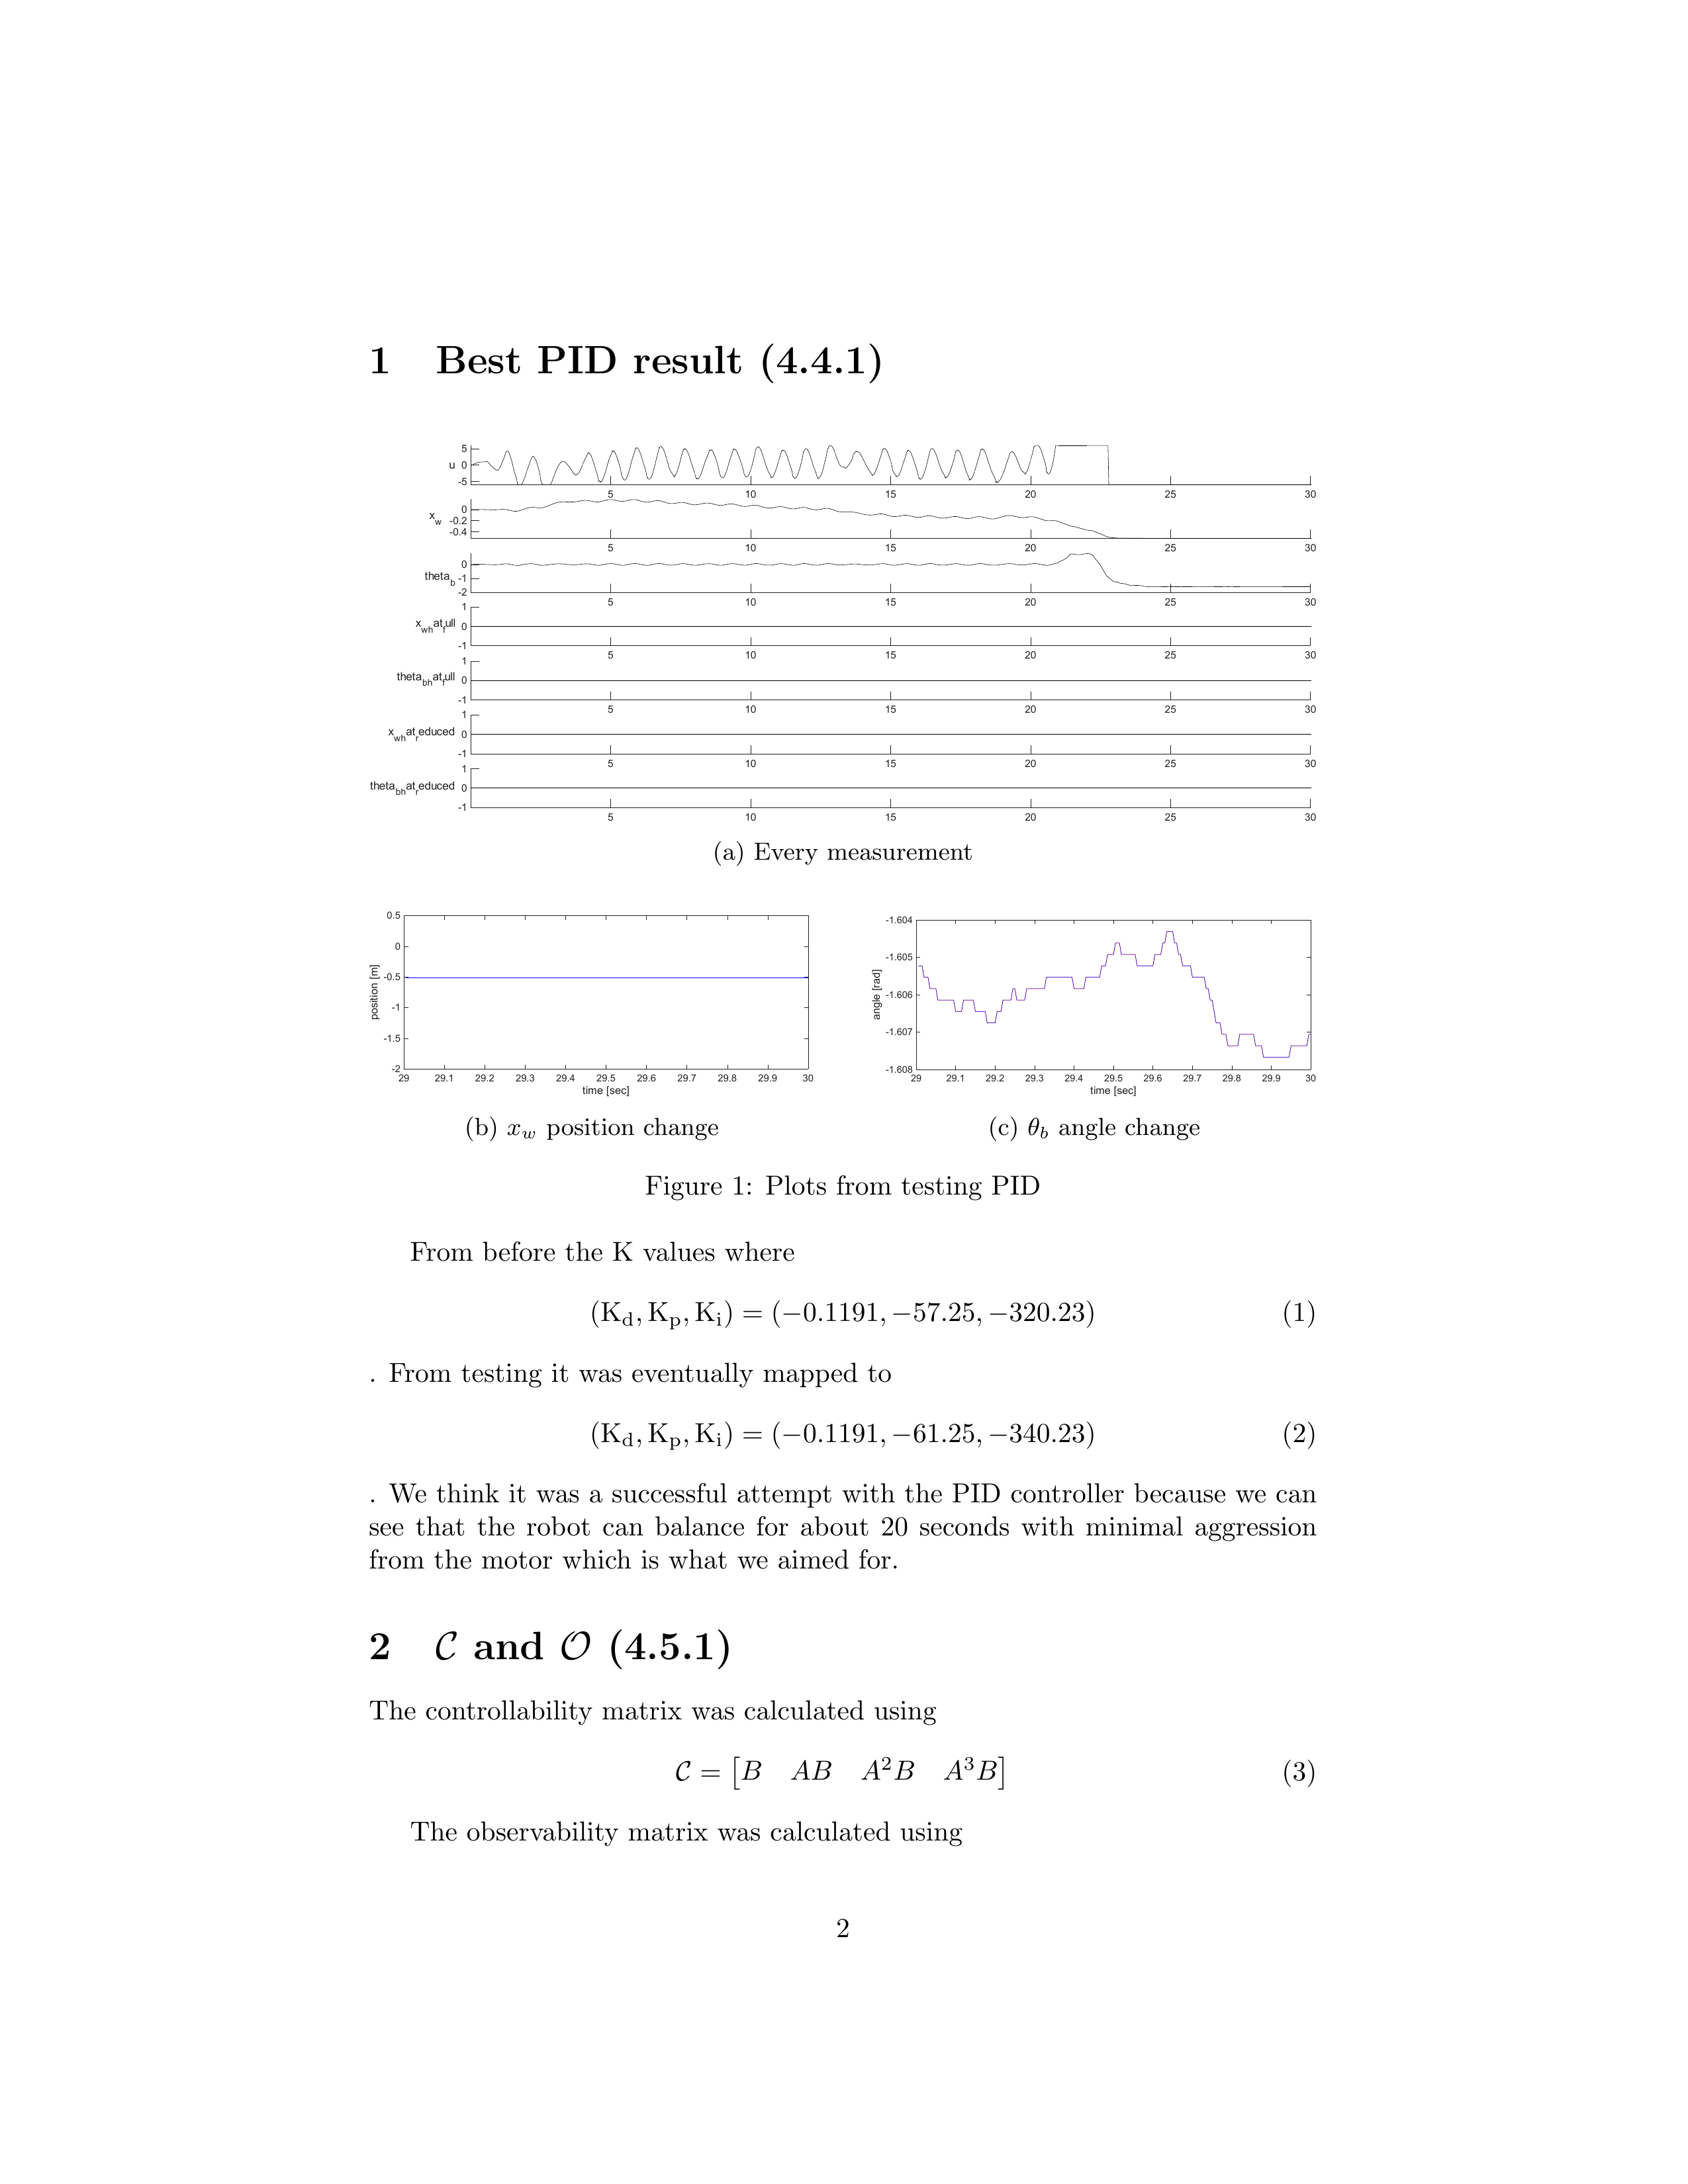 1 Best PID result (4.4.1)
5
u 0
-5
5 10 15 20 25 30
0
x_w -0.2
-0.4
5 10 15 20 25 30
0
theta_b -1
-2
5 10 15 20 25 30
1
x_wh at_f ull 0
-1
5 10 15 20 25 30
1
theta_bh at_f ull 0
-1
5 10 15 20 25 30
1
x_wh at_r educed 0
-1
5 10 15 20 25 30
1
theta_bh at_r educed 0
-1
5 10 15 20 25 30
(a) Every measurement
0.5
0
-0.5
-1
-1.5
-2
position [m]
29 29.1 29.2 29.3 29.4 29.5 29.6 29.7 29.8 29.9 30
time [sec]
(b) x_w position change
-1.604
-1.605
-1.606
-1.607
-1.608
angle [rad]
29 29.1 29.2 29.3 29.4 29.5 29.6 29.7 29.8 29.9 30
time [sec]
(c) θ_b angle change
Figure 1: Plots from testing PID
From before the K values where
(K_d, K_p, K_i) = (−0.1191, −57.25, −320.23) (1)
. From testing it was eventually mapped to
(K_d, K_p, K_i) = (−0.1191, −61.25, −340.23) (2)
. We think it was a successful attempt with the PID controller because we can
see that the robot can balance for about 20 seconds with minimal aggression
from the motor which is what we aimed for.
2 𝒞 and 𝒪 (4.5.1)
The controllability matrix was calculated using
𝒞 = [B AB A²B A³B] (3)
The observability matrix was calculated using
2